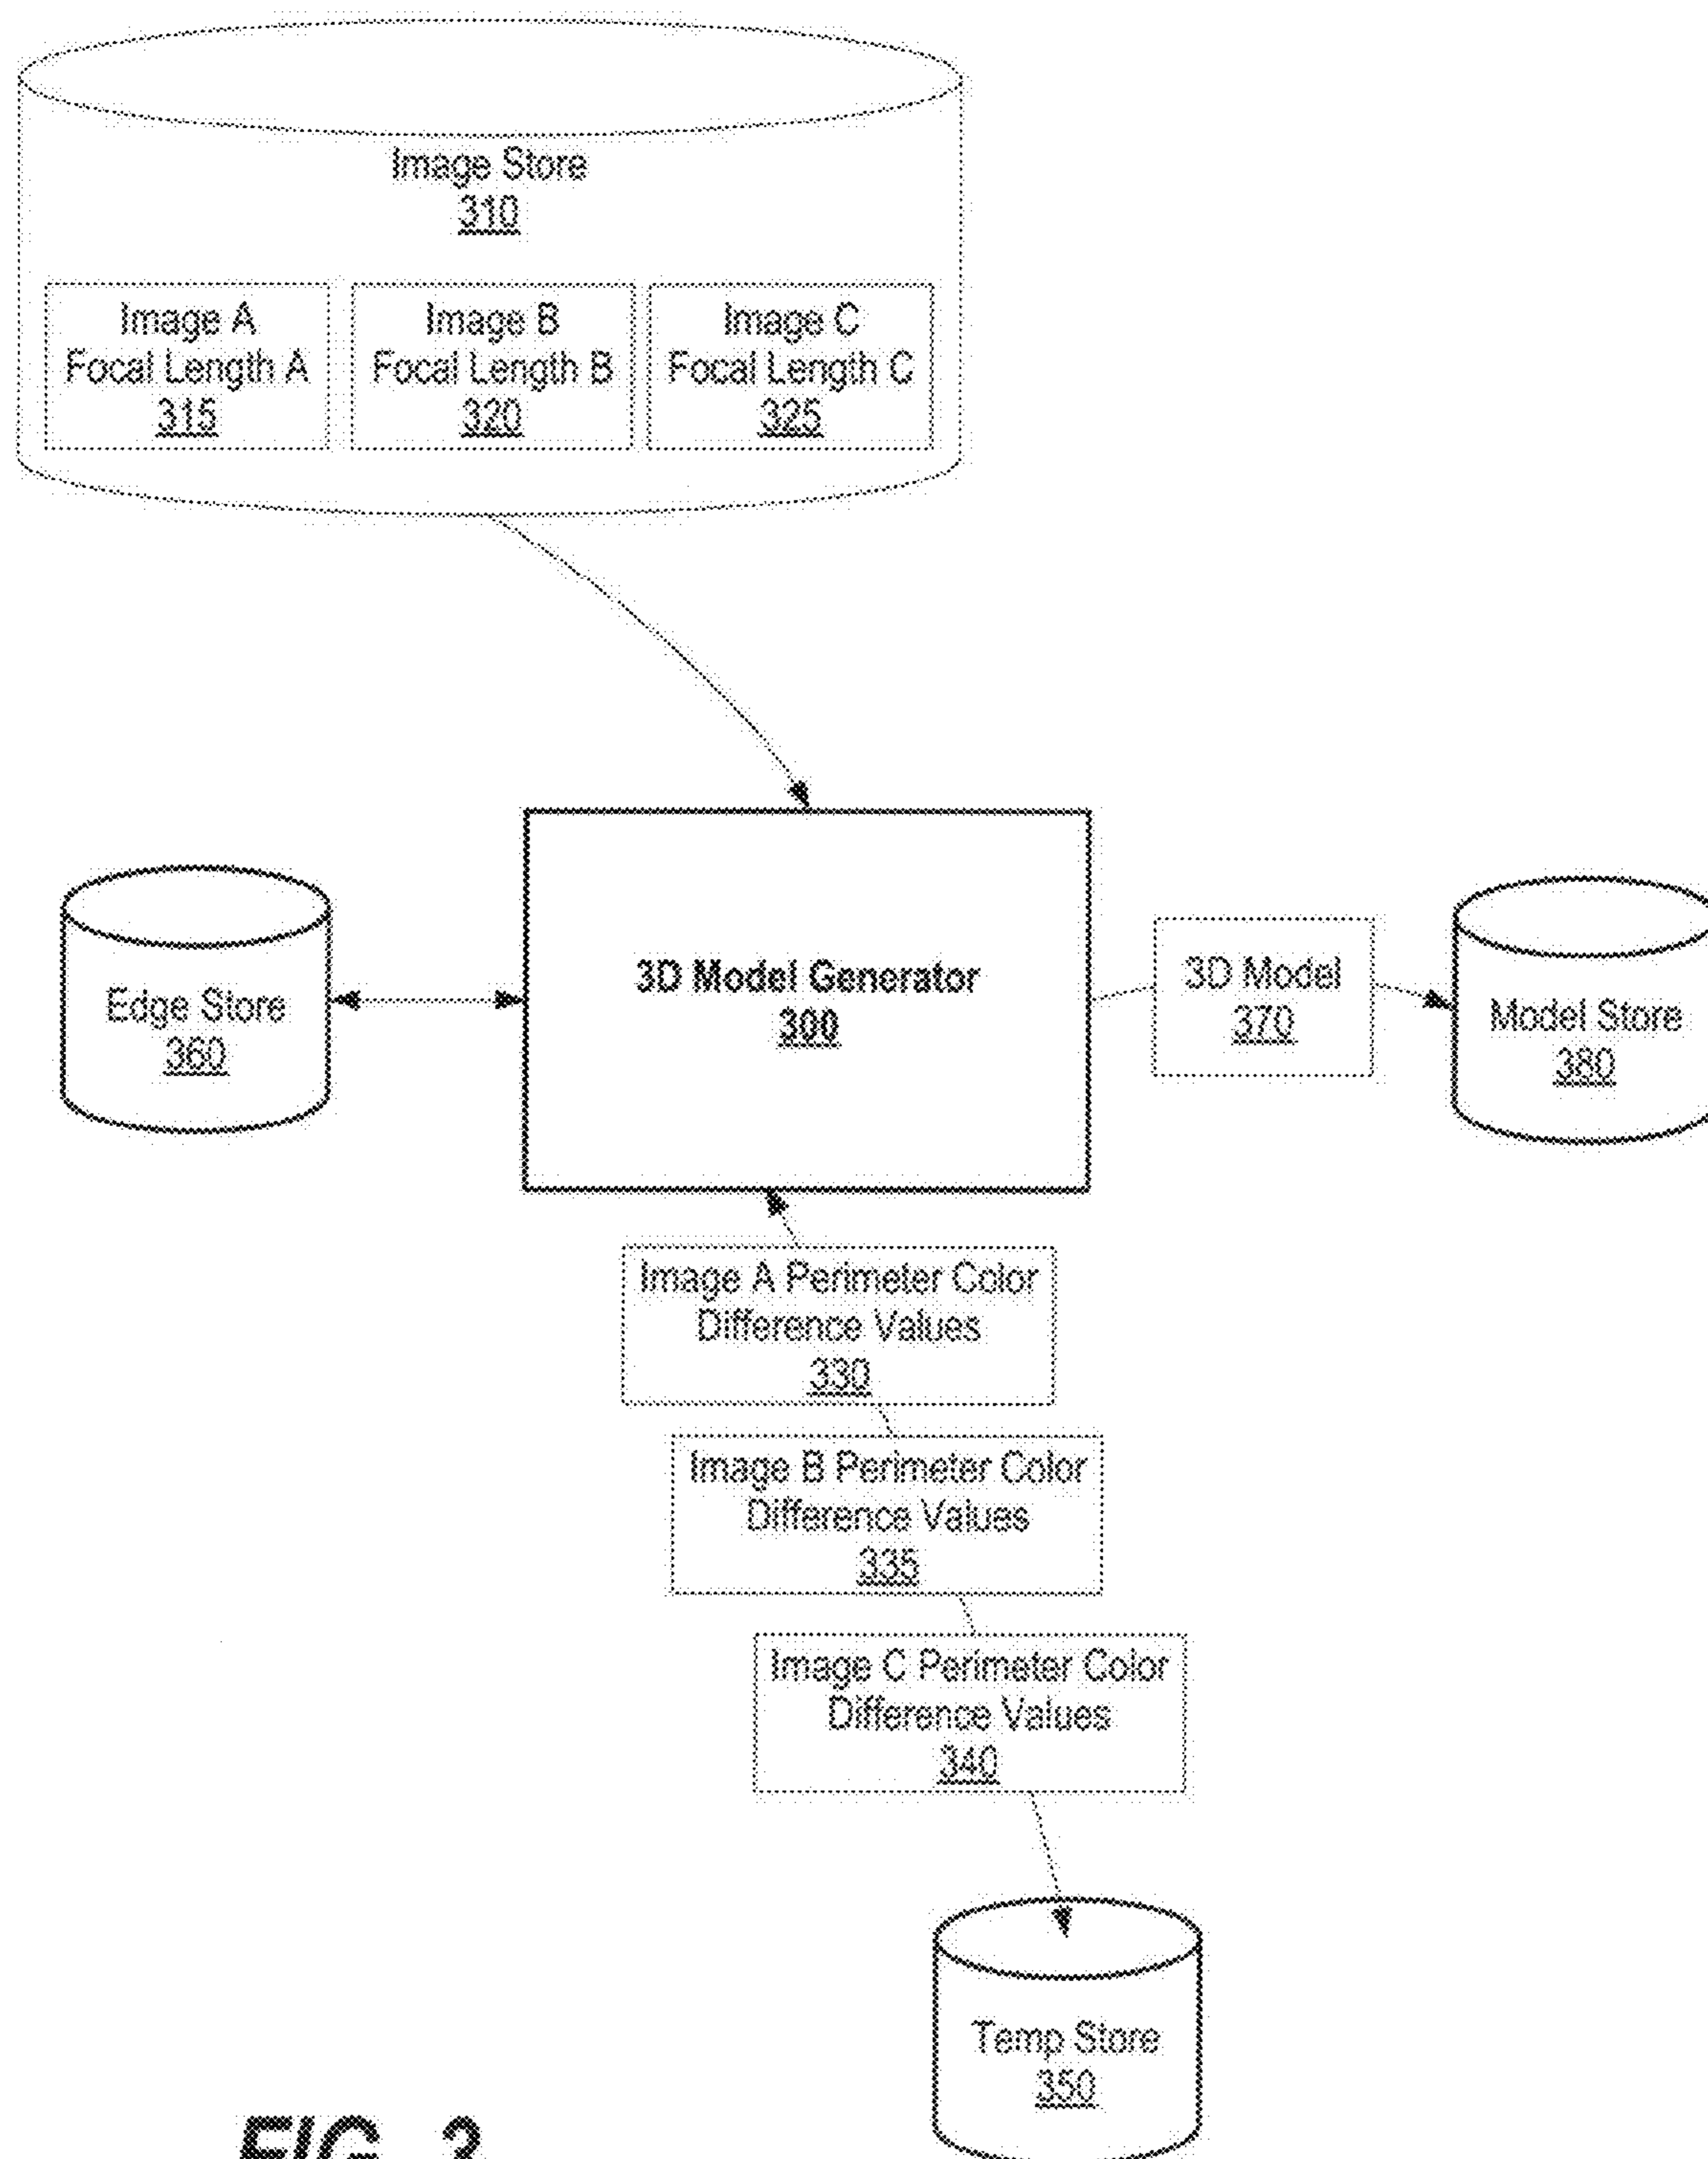 Image Store
310
Image A
Focal Length A
315
Image B
Focal Length B
320
Image C
Focal Length C
325
3D Model Generator
300
Edge Store
360
3D Model
370
Model Store
380
Image A Perimeter Color
Difference Values
330
Image B Perimeter Color
Difference Values
335
Image C Perimeter Color
Difference Values
340
Temp Store
350
FIG. 3